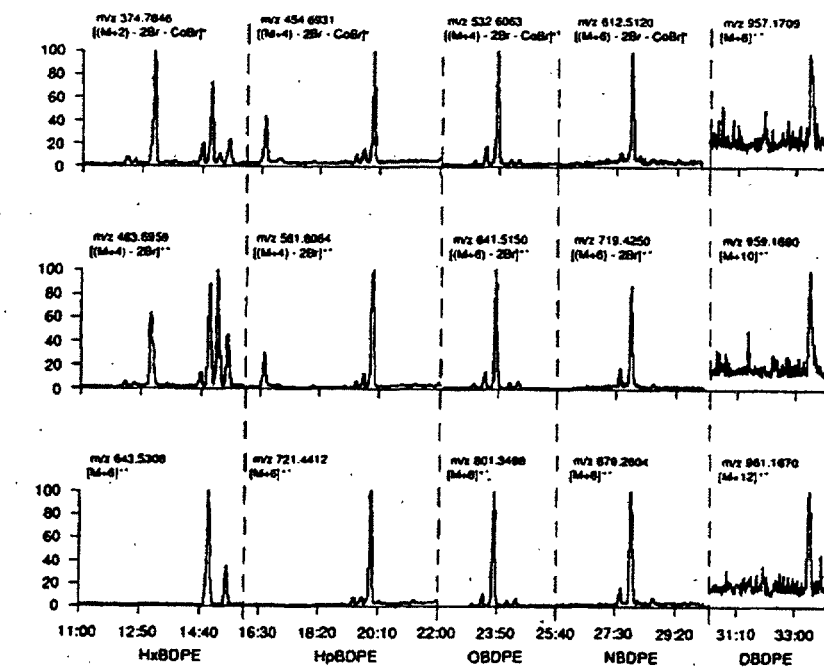 m/z 374.7846 m/z 454.6931 m/z 532.6063 m/z 612.5120 m/z 957.1709
[(M+2) - 2Br - CoBr]+ [(M+4) - 2Br - CoBr]+ [(M+4) - 2Br - CoBr]+• [(M+6) - 2Br - CoBr]+ [M+8]+•
100
80
60
40
20
0
m/z 483.6959 m/z 561.6064 m/z 641.5150 m/z 719.4250 m/z 959.1680
[(M+4) - 2Br]+• [(M+4) - 2Br]+• [(M+6) - 2Br]+• [(M+6) - 2Br]+• [M+10]+•
100
80
60
40
20
0
m/z 643.5308 m/z 721.4412 m/z 801.3498 m/z 879.2604 m/z 961.1670
[M+6]+• [M+6]+• [M+8]+• [M+8]+• [M+12]+•
100
80
60
40
20
0
11:00 12:50 14:40 16:30 18:20 20:10 22:00 23:50 25:40 27:30 29:20 31:10 33:00
HxBDPE HpBDPE OBDPE NBDPE DBDPE